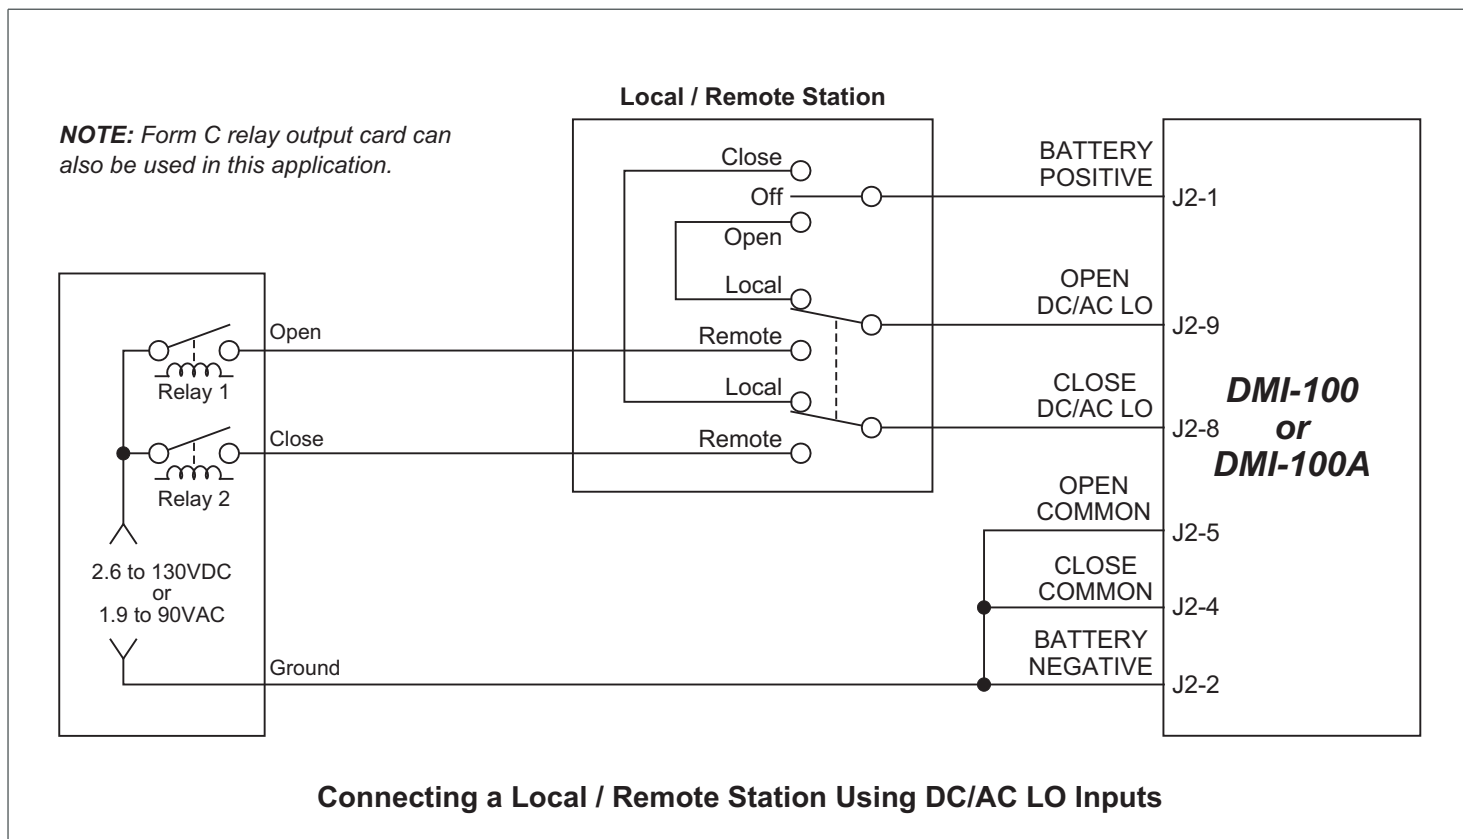 Local / Remote Station
NOTE: Form C relay output card can
also be used in this application.
Close
Off
Open
Local
Remote
Local
Remote
BATTERY
POSITIVE
J2-1
OPEN
DC/AC LO
J2-9
CLOSE
DC/AC LO
J2-8
OPEN
COMMON
J2-5
CLOSE
COMMON
J2-4
BATTERY
NEGATIVE
J2-2
DMI-100
or
DMI-100A
Open
Relay 1
Close
Relay 2
2.6 to 130VDC
or
1.9 to 90VAC
Ground
Connecting a Local / Remote Station Using DC/AC LO Inputs